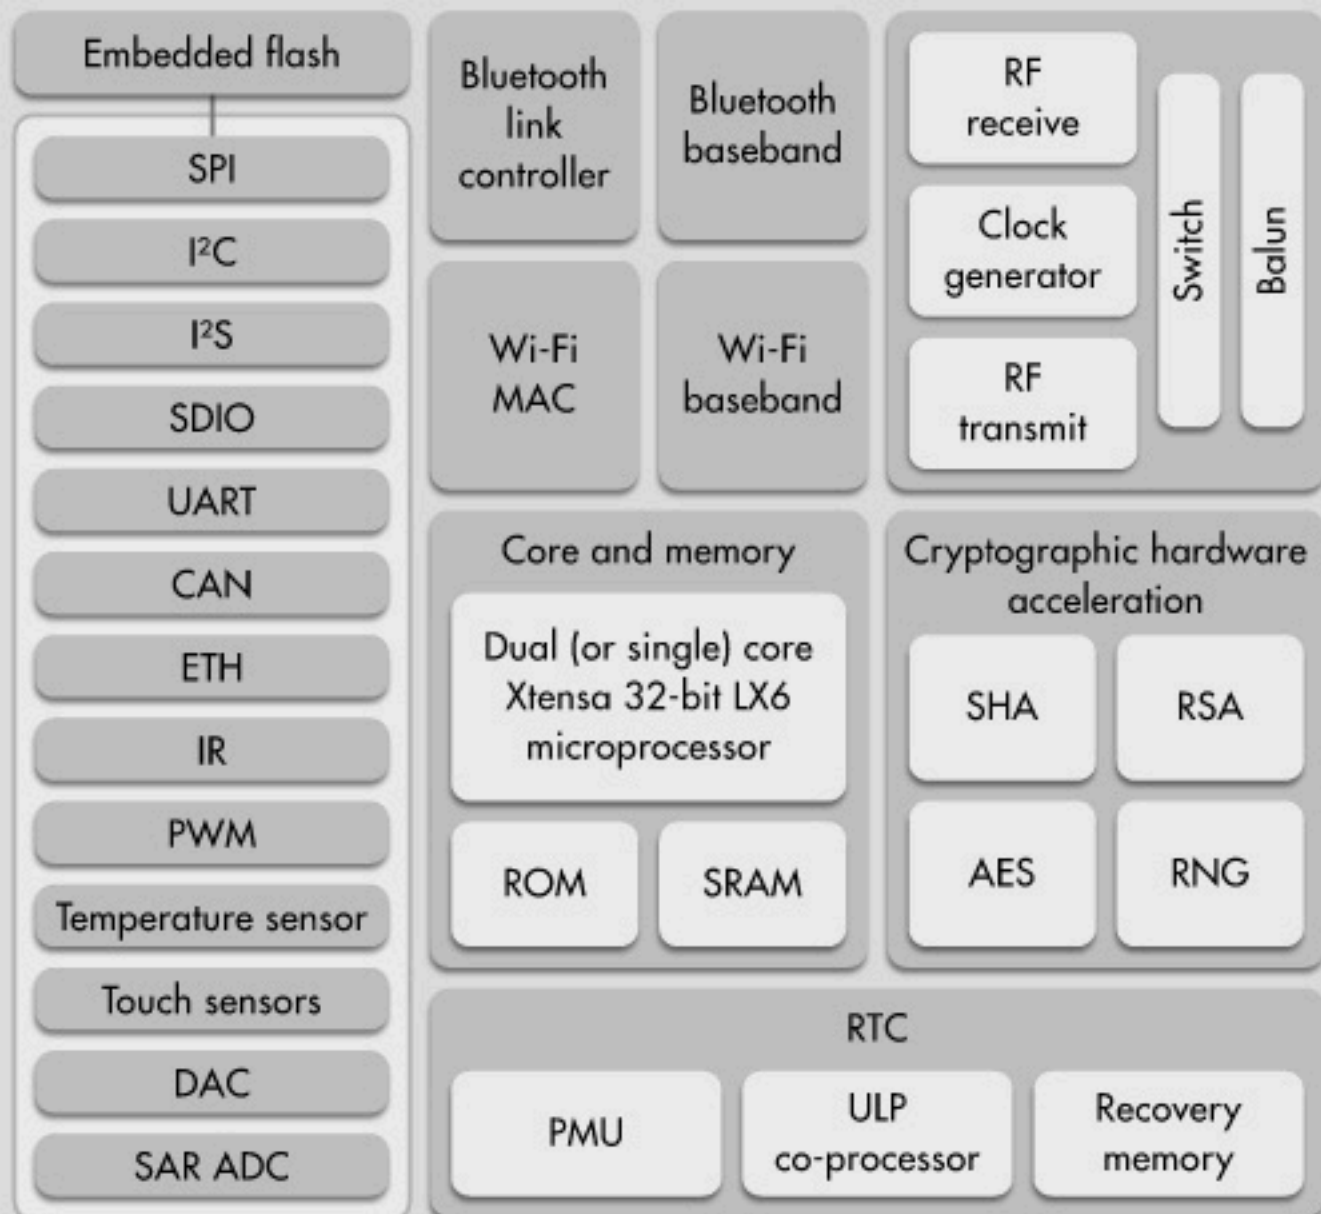 Embedded flash
SPI
I²C
I²S
SDIO
UART
CAN
ETH
IR
PWM
Temperature sensor
Touch sensors
DAC
SAR ADC
Bluetooth
link
controller
Bluetooth
baseband
Wi-Fi
MAC
Wi-Fi
baseband
RF
receive
Clock
generator
RF
transmit
Switch
Balun
Core and memory
Dual (or single) core
Xtensa 32-bit LX6
microprocessor
ROM
SRAM
Cryptographic hardware
acceleration
SHA
RSA
AES
RNG
RTC
PMU
ULP
co-processor
Recovery
memory